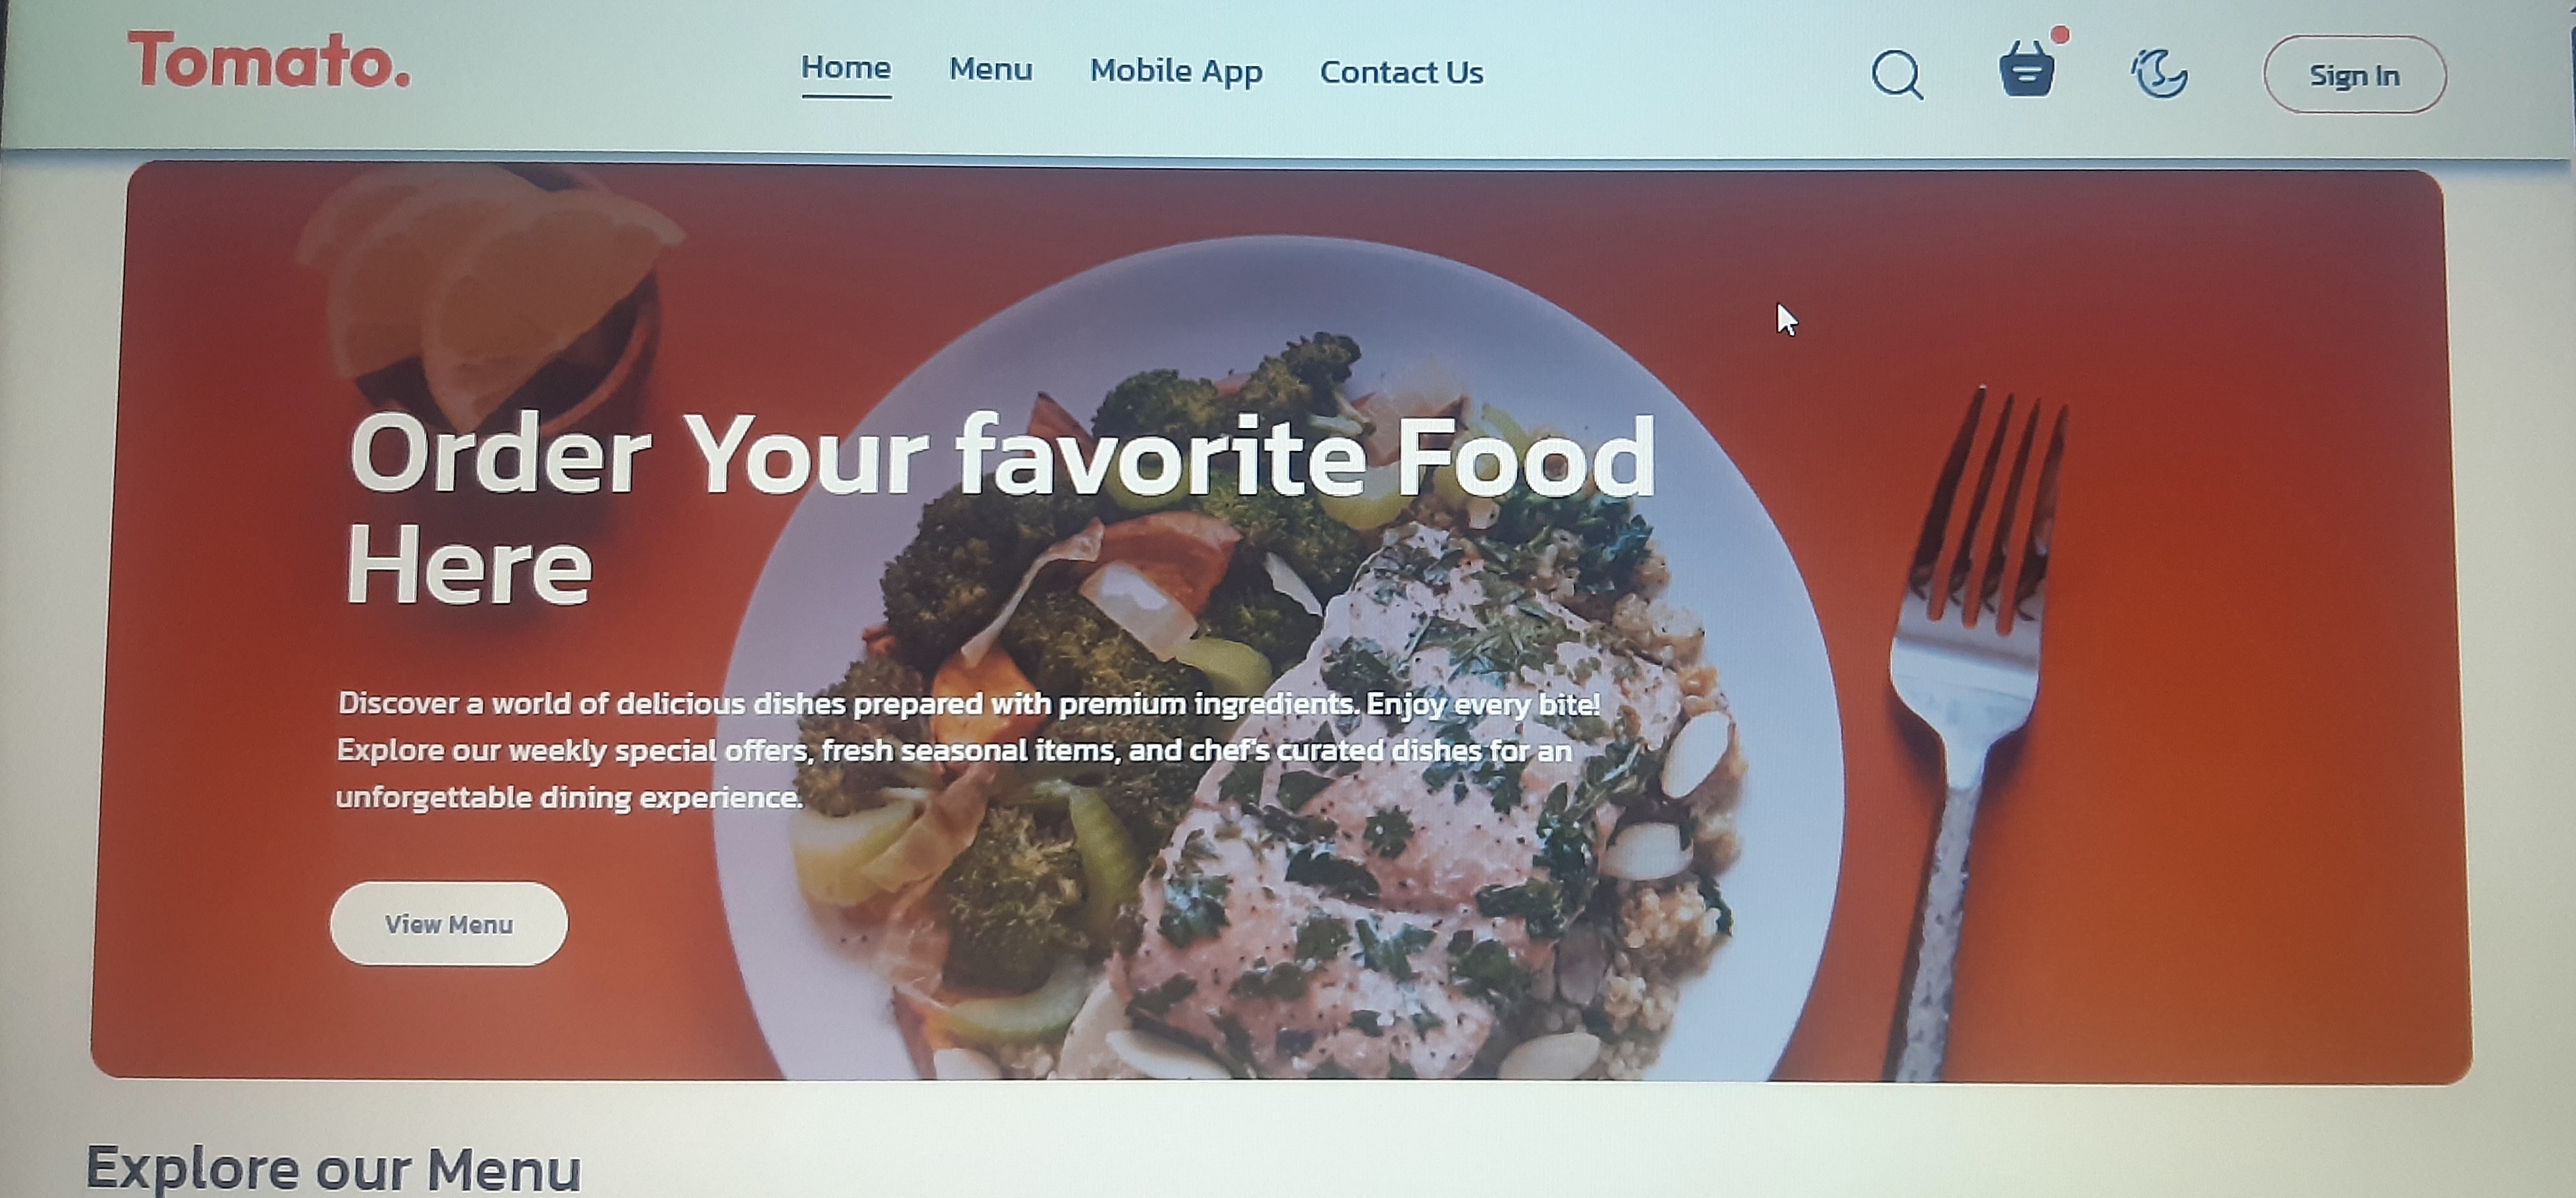 Tomato.
Home Menu Mobile App Contact Us
Sign In
Order Your favorite Food
Here
Discover a world of delicious dishes prepared with premium ingredients. Enjoy every bite!
Explore our weekly special offers, fresh seasonal items, and chef's curated dishes for an
unforgettable dining experience.
View Menu
Explore our Menu